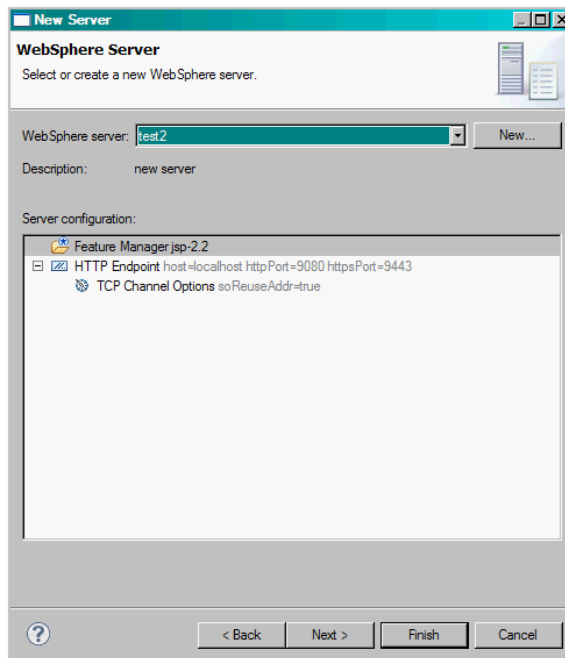 New Server
WebSphere Server
Select or create a new WebSphere server.
WebSphere server: test2 New...
Description: new server
Server configuration:
Feature Manager jsp-2.2
HTTP Endpoint host=localhost httpPort=9080 httpsPort=9443
TCP Channel Options soReuseAddr=true
< Back Next > Finish Cancel